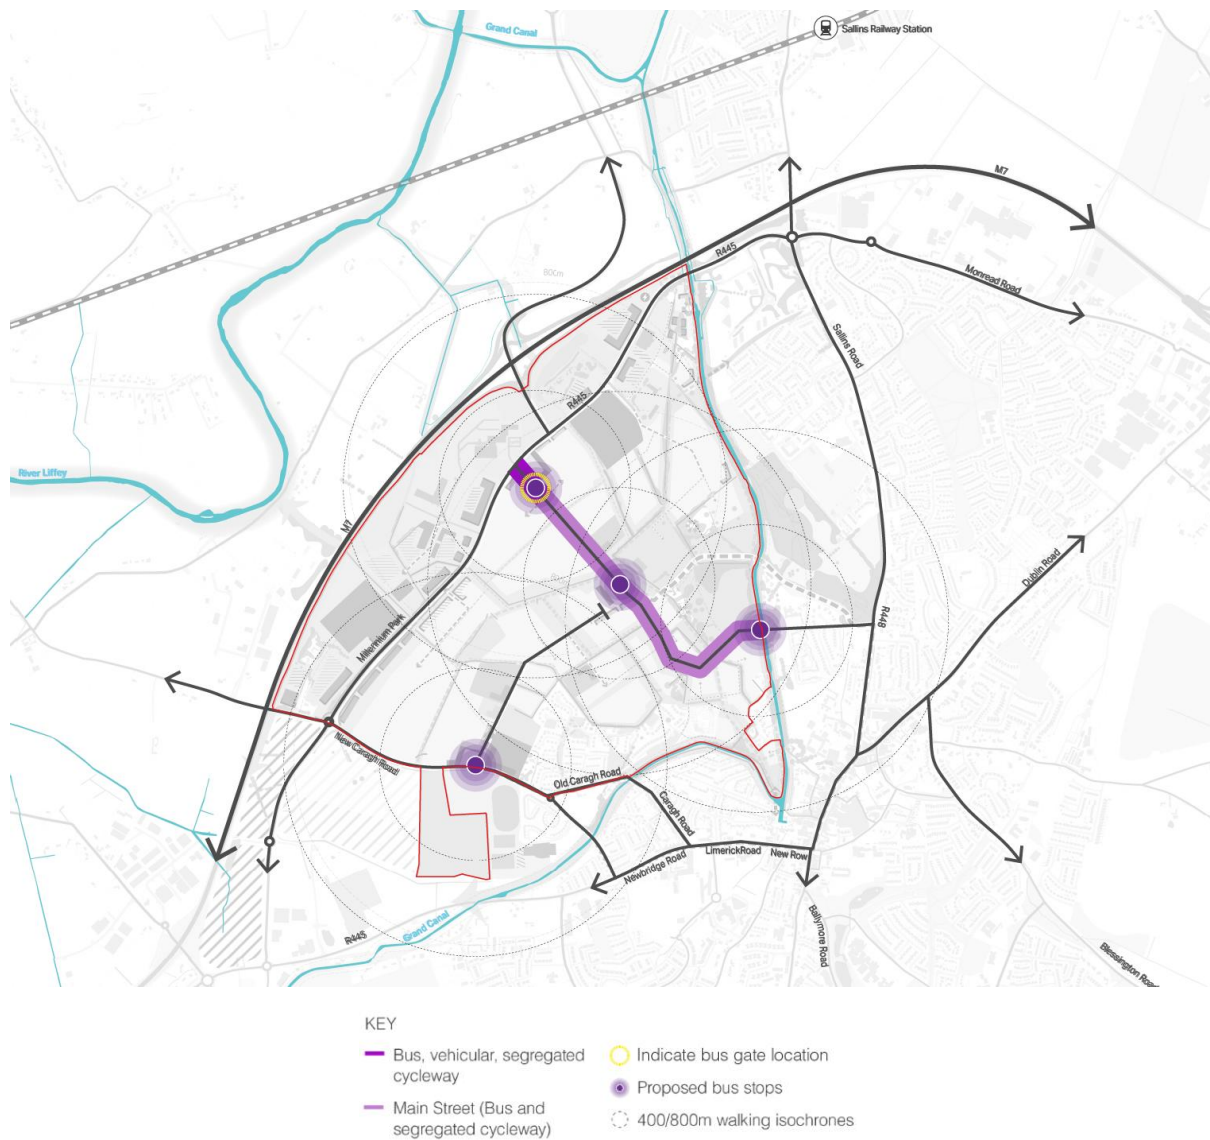 Grand Canal
Sallins Railway Station
M7
R445
Monread Road
800m
Sallins Road
R445
River Liffey
M7
Dublin Road
R448
Millennium Park
New Caragh Road
Old Caragh Road
Caragh Road
LimerickRoad
New Row
Newbridge Road
Grand Canal
R445
Ballymore Road
Blessington Road
KEY
Bus, vehicular, segregated
cycleway
Main Street (Bus and
segregated cycleway)
Indicate bus gate location
Proposed bus stops
400/800m walking isochrones